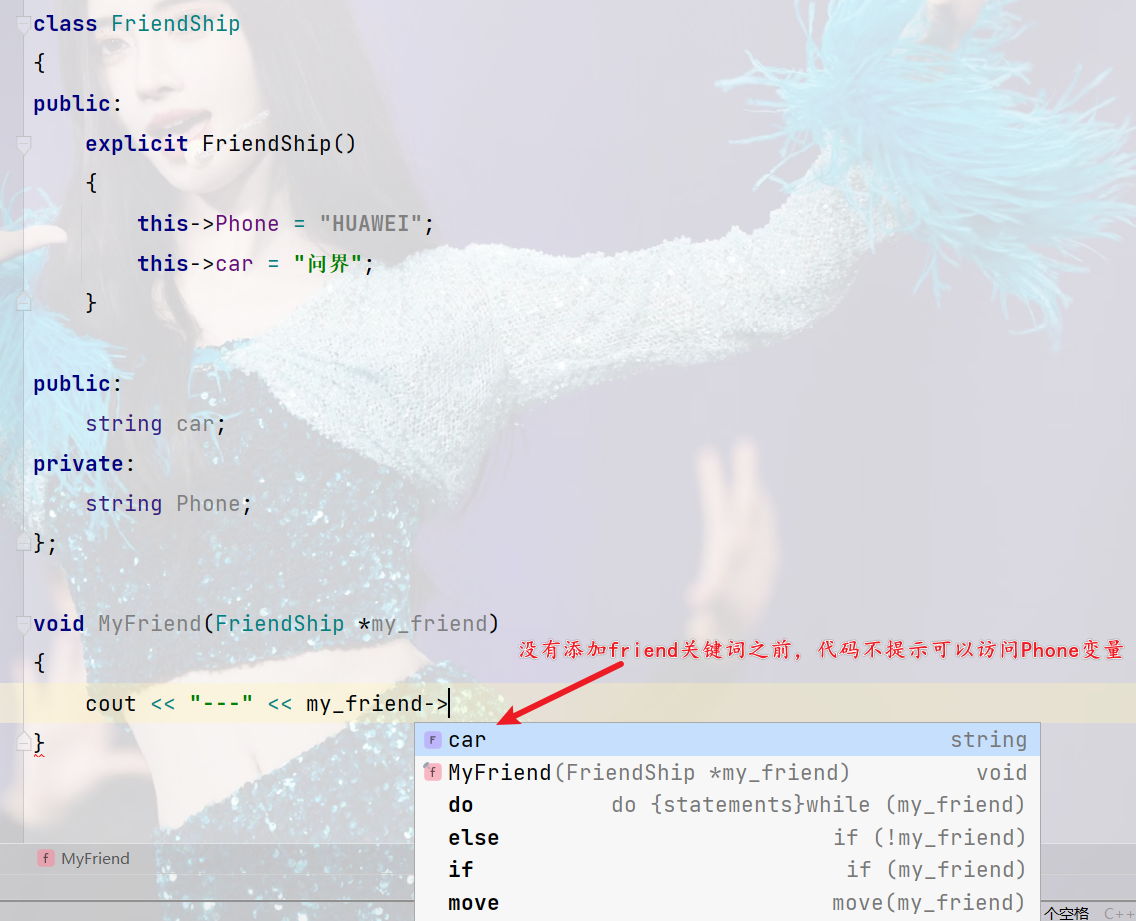 class FriendShip
{
public:
    explicit FriendShip()
    {
        this->Phone = "HUAWEI";
        this->car = "问界";
    }
public:
    string car;
private:
    string Phone;
};
void MyFriend(FriendShip *my_friend)
没有添加friend关键词之前，代码不提示可以访问Phone变量
{
    cout << "---" << my_friend->
}
car string
MyFriend(FriendShip *my_friend) void
do do {statements}while (my_friend)
else if (!my_friend)
if if (my_friend)
move move(my_friend)
MyFriend
个空格 C++